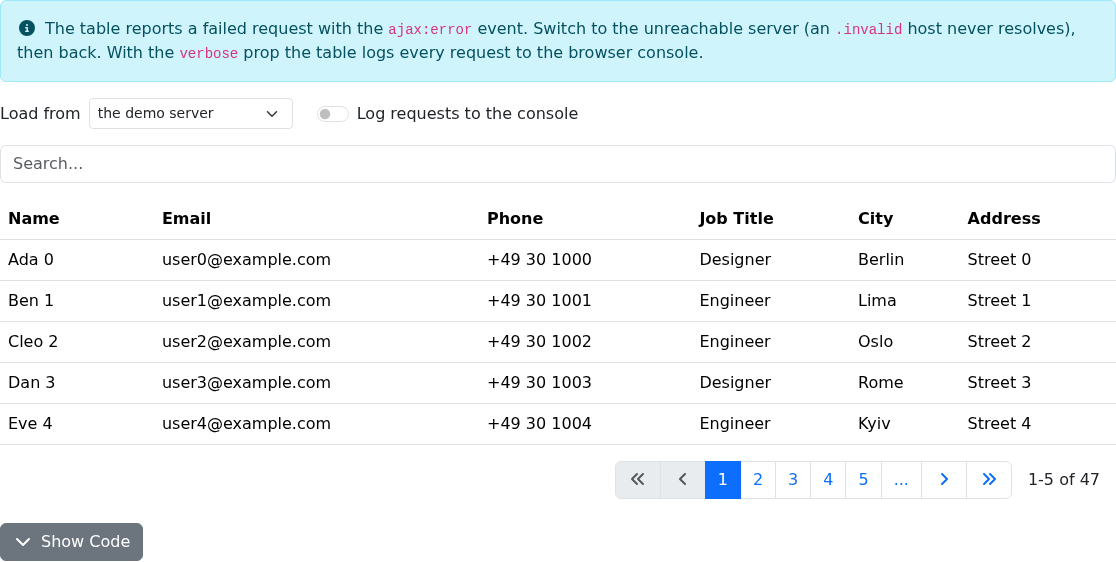 The table reports a failed request with the ajax:error event. Switch to the unreachable server (an .invalid host never resolves),
then back. With the verbose prop the table logs every request to the browser console.
Load from the demo server Log requests to the console
Search...
Name Email Phone Job Title City Address
Ada 0 user0@example.com +49 30 1000 Designer Berlin Street 0
Ben 1 user1@example.com +49 30 1001 Engineer Lima Street 1
Cleo 2 user2@example.com +49 30 1002 Engineer Oslo Street 2
Dan 3 user3@example.com +49 30 1003 Designer Rome Street 3
Eve 4 user4@example.com +49 30 1004 Engineer Kyiv Street 4
1 2 3 4 5 ... 1-5 of 47
Show Code